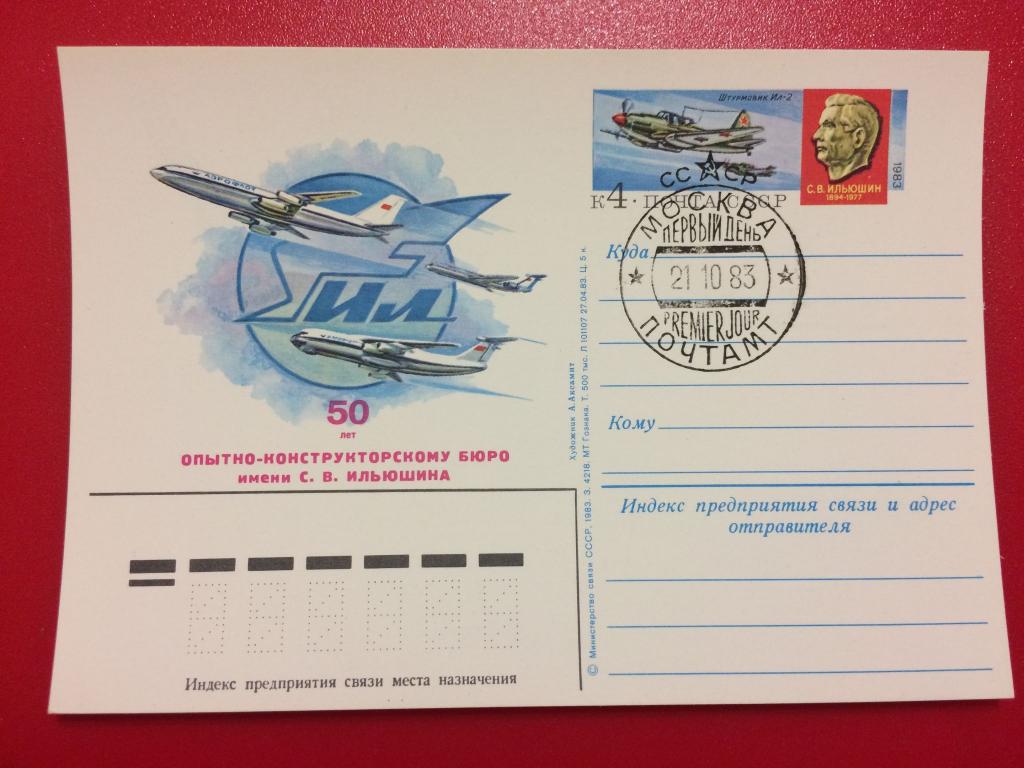 Штурмовик Ил-2
С. В. ИЛЬЮШИН
1894-1977
1983
к 4 · ПОЧТА СССР
СССР
МОСКВА
ПЕРВЫЙ ДЕНЬ
21 10 83
PREMIER JOUR
ПОЧТАМТ
АЭРОФЛОТ
Ил
50
лет
ОПЫТНО-КОНСТРУКТОРСКОМУ БЮРО
имени С. В. ИЛЬЮШИНА
Куда
Кому
Индекс предприятия связи и адрес
отправителя
Индекс предприятия связи места назначения
Художник А. Аксамит
© Министерство связи СССР, 1983. З. 4218. МТ Гознака. Т. 500 тыс. Л 101107 27.04.83. Ц. 5 к.